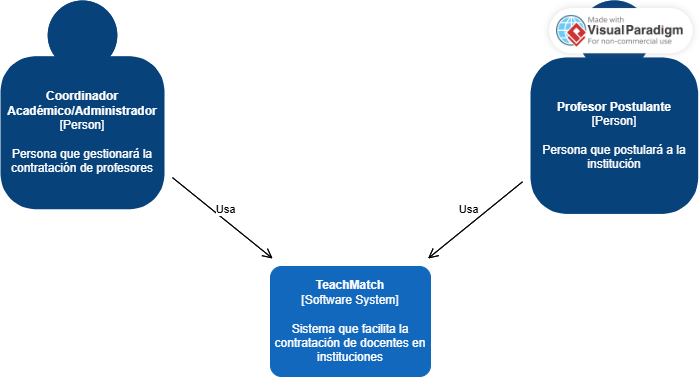 Made with
VisualParadigm
For non-commercial use
Coordinador
Académico/Administrador
[Person]
Persona que gestionará la
contratación de profesores
Profesor Postulante
[Person]
Persona que postulará a la
institución
Usa
Usa
TeachMatch
[Software System]
Sistema que facilita la
contratación de docentes en
instituciones